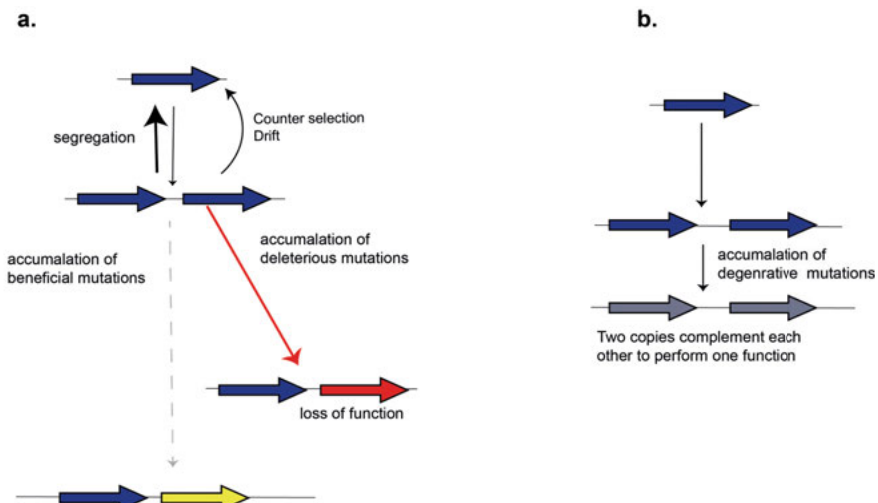 a.
segregation
Counter selection
Drift
accumalation of
beneficial mutations
accumalation of
deleterious mutations
loss of function
b.
accumalation of
degenrative mutations
Two copies complement each
other to perform one function